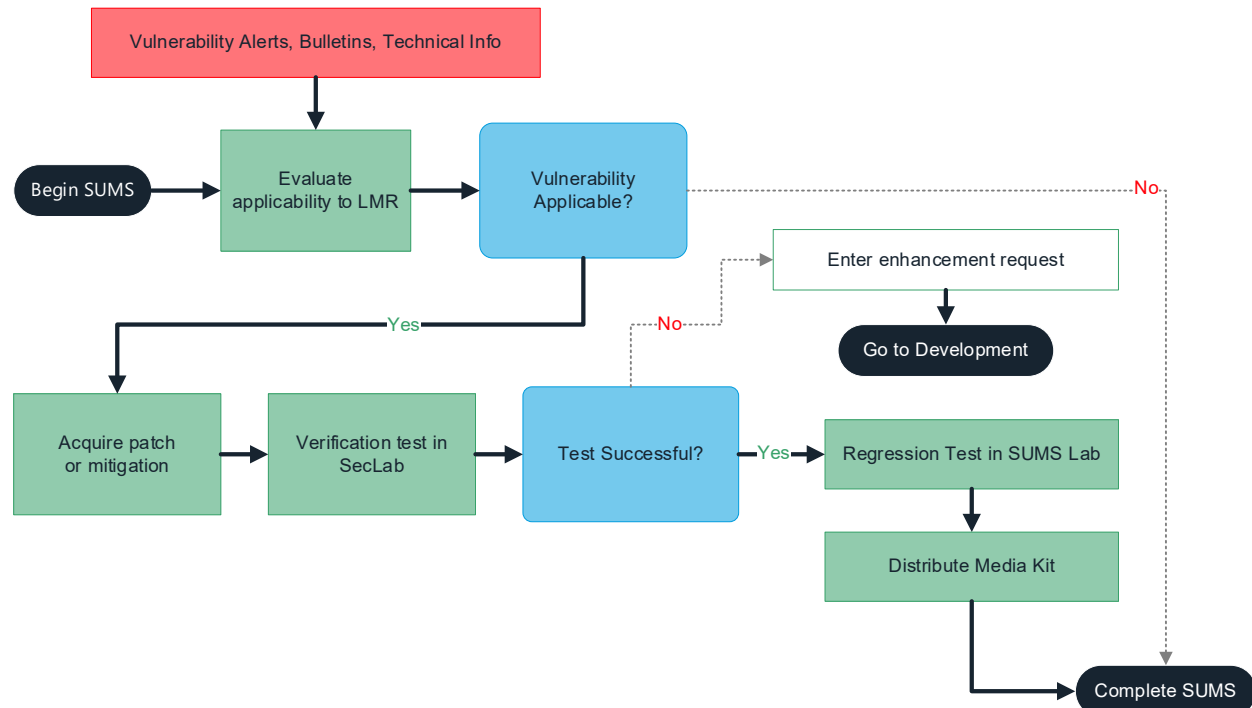 Vulnerability Alerts, Bulletins, Technical Info
Begin SUMS
Evaluate
applicability to LMR
Vulnerability
Applicable?
No
Enter enhancement request
Yes
No
Go to Development
Acquire patch
or mitigation
Verification test in
SecLab
Test Successful?
Yes
Regression Test in SUMS Lab
Distribute Media Kit
Complete SUMS